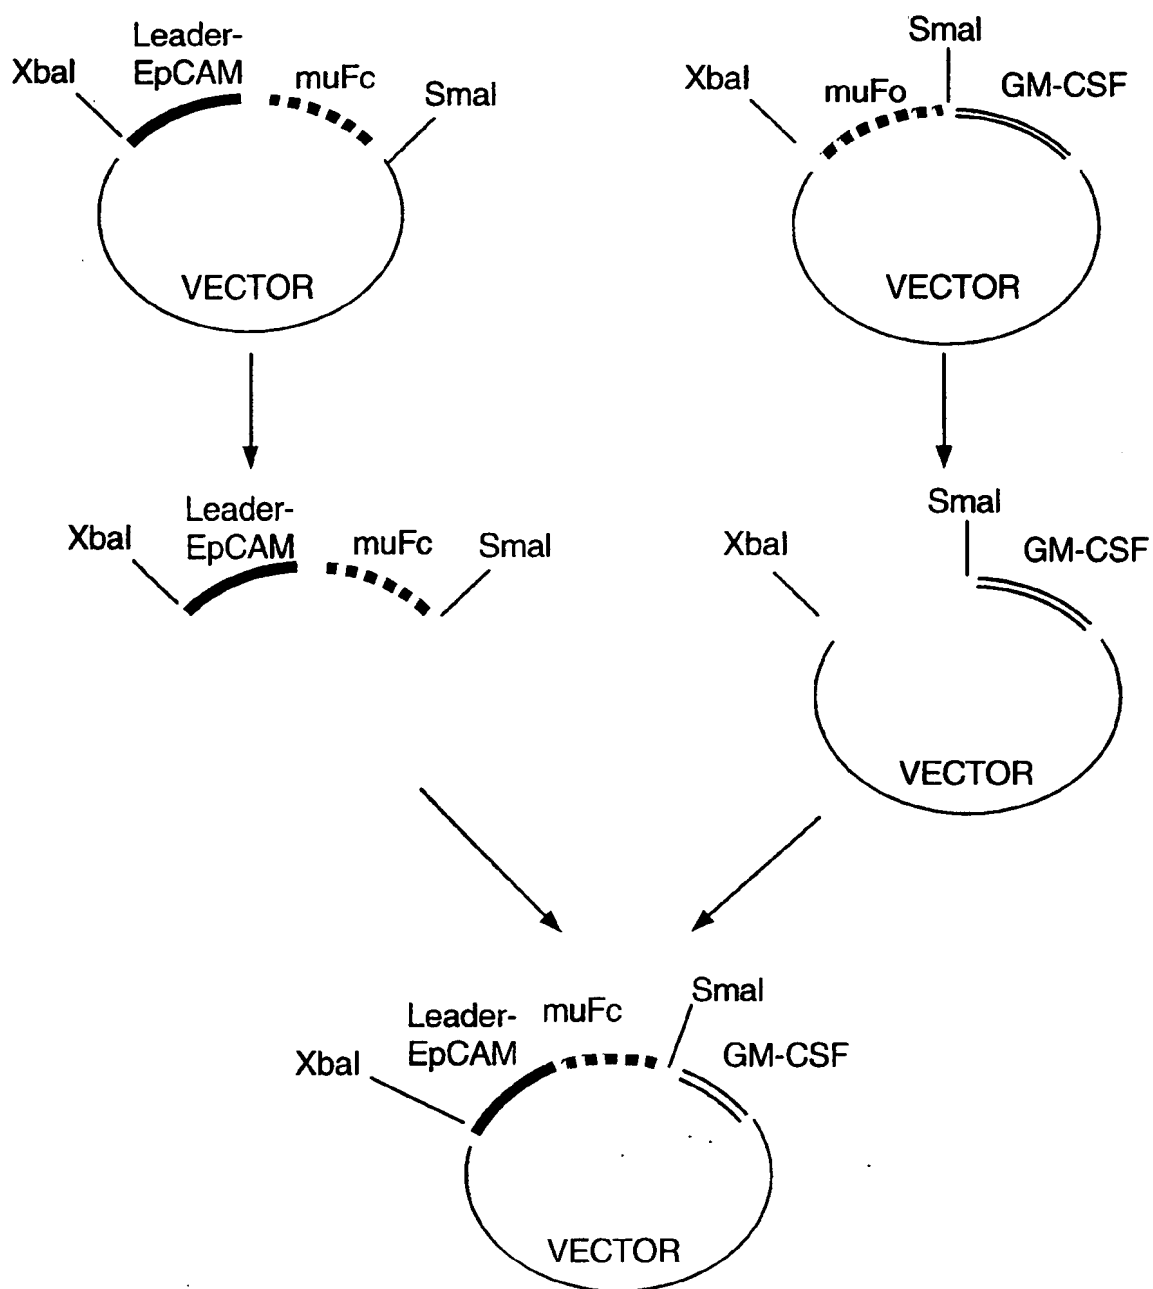 Leader-
EpCAM
XbaI
muFc
SmaI
VECTOR
SmaI
XbaI
muFo
GM-CSF
VECTOR
Leader-
EpCAM
XbaI
muFc
SmaI
SmaI
XbaI
GM-CSF
VECTOR
SmaI
Leader-
EpCAM
muFc
XbaI
GM-CSF
VECTOR